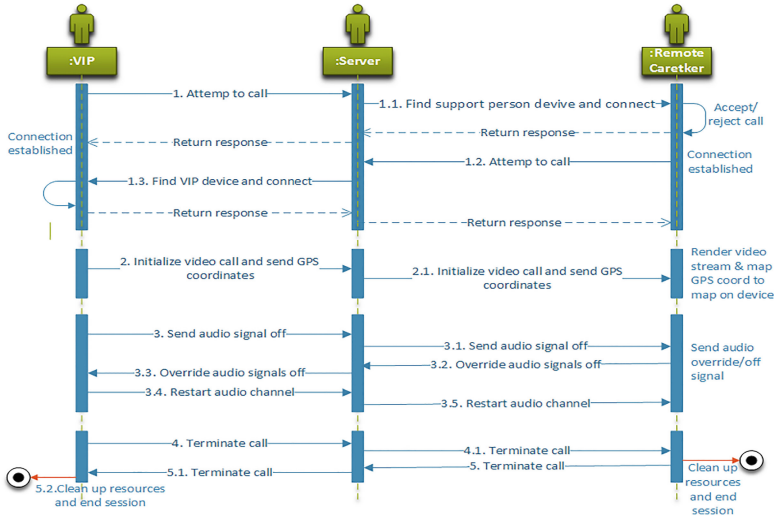 :VIP
:Server
:Remote
Caretker
1. Attemp to call
1.1. Find support person devive and connect
Accept/
reject call
Return response
Return response
Connection
established
1.2. Attemp to call
Connection
established
1.3. Find VIP device and connect
Return response
Return response
2. Initialize video call and send GPS
coordinates
2.1. Initialize video call and send GPS
coordinates
Render video
stream & map
GPS coord to
map on device
3. Send audio signal off
3.1. Send audio signal off
3.2. Override audio signals off
3.3. Override audio signals off
3.4. Restart audio channel
3.5. Restart audio channel
Send audio
override/off
signal
4. Terminate call
4.1. Terminate call
5. Terminate call
5.1. Terminate call
5.2.Clean up resources
and end session
Clean up
resources
and end
session